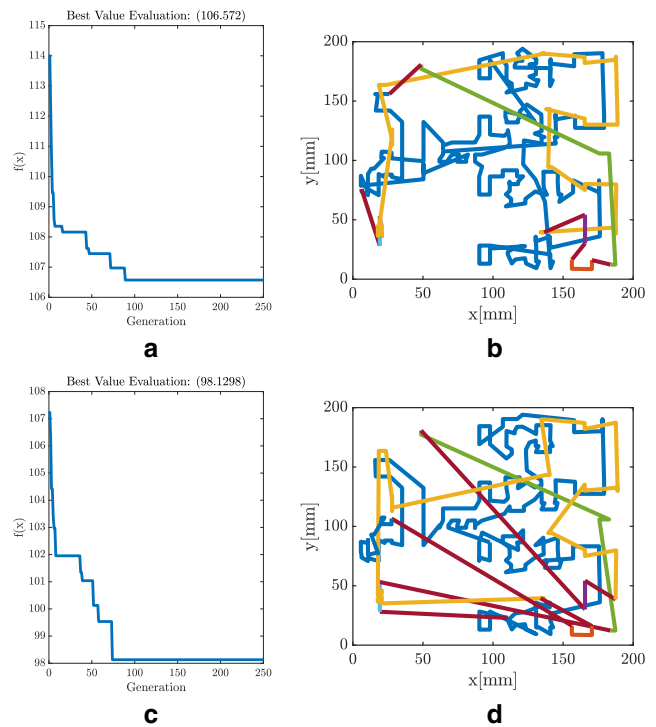 Best Value Evaluation: (106.572)
115
114
113
112
111
110
109
108
107
106
f(x)
0 50 100 150 200 250
Generation
a
200
150
100
50
0
y[mm]
0 50 100 150 200
x[mm]
b
Best Value Evaluation: (98.1298)
108
107
106
105
104
103
102
101
100
99
98
f(x)
0 50 100 150 200 250
Generation
c
200
150
100
50
0
y[mm]
0 50 100 150 200
x[mm]
d